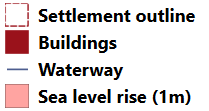 Settlement outline
Buildings
Waterway
Sea level rise (1m)